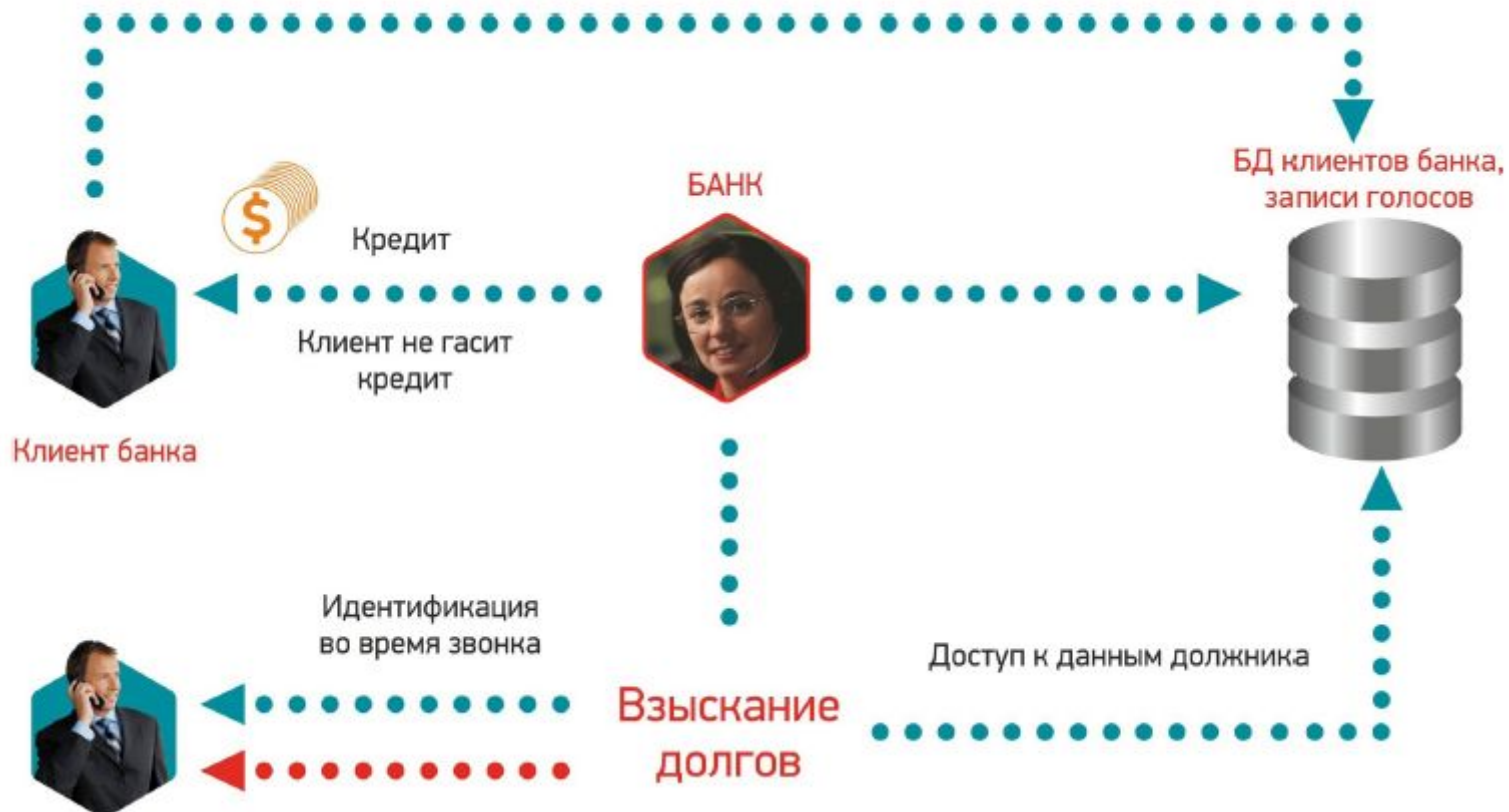 БД клиентов банка,
записи голосов
БАНК
$
Кредит
Клиент не гасит
кредит
Клиент банка
Идентификация
во время звонка
Взыскание
долгов
Доступ к данным должника